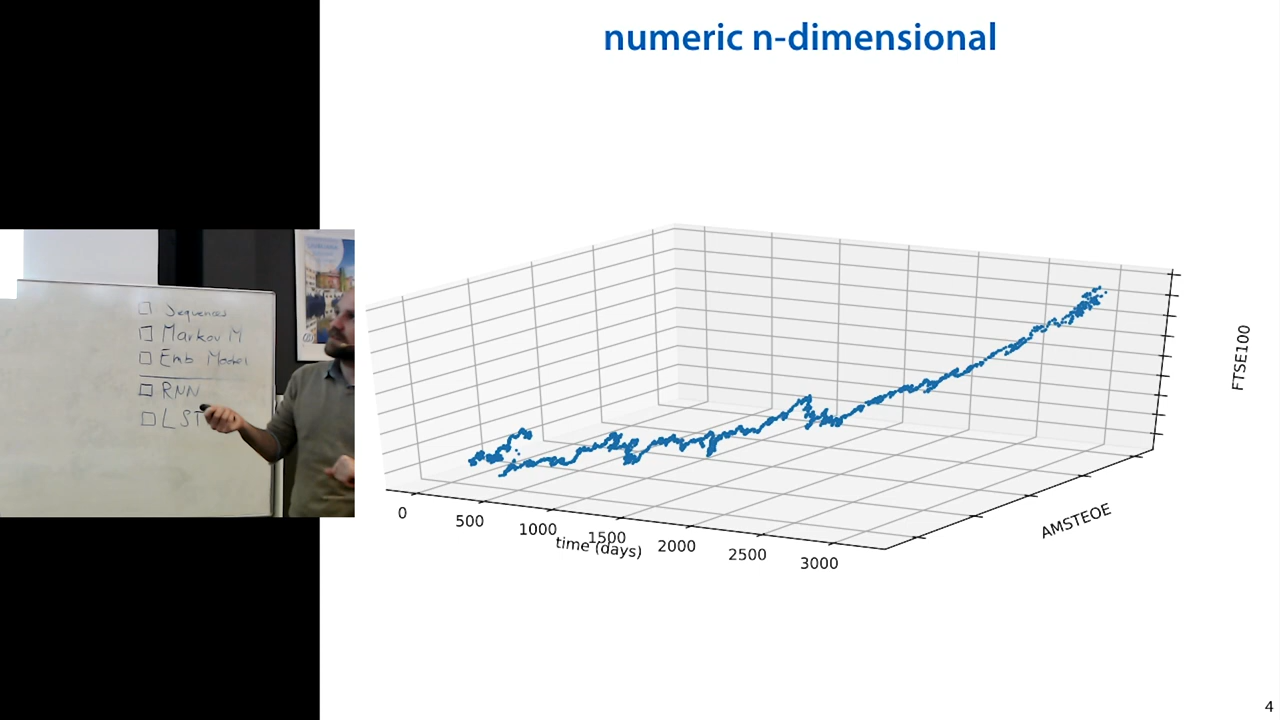 numeric n-dimensional
Sequences
Markov M
Emb Model
RNN
LST
FTSE100
AMSTEOE
0
500
1000
1500
2000
2500
3000
time (days)
4